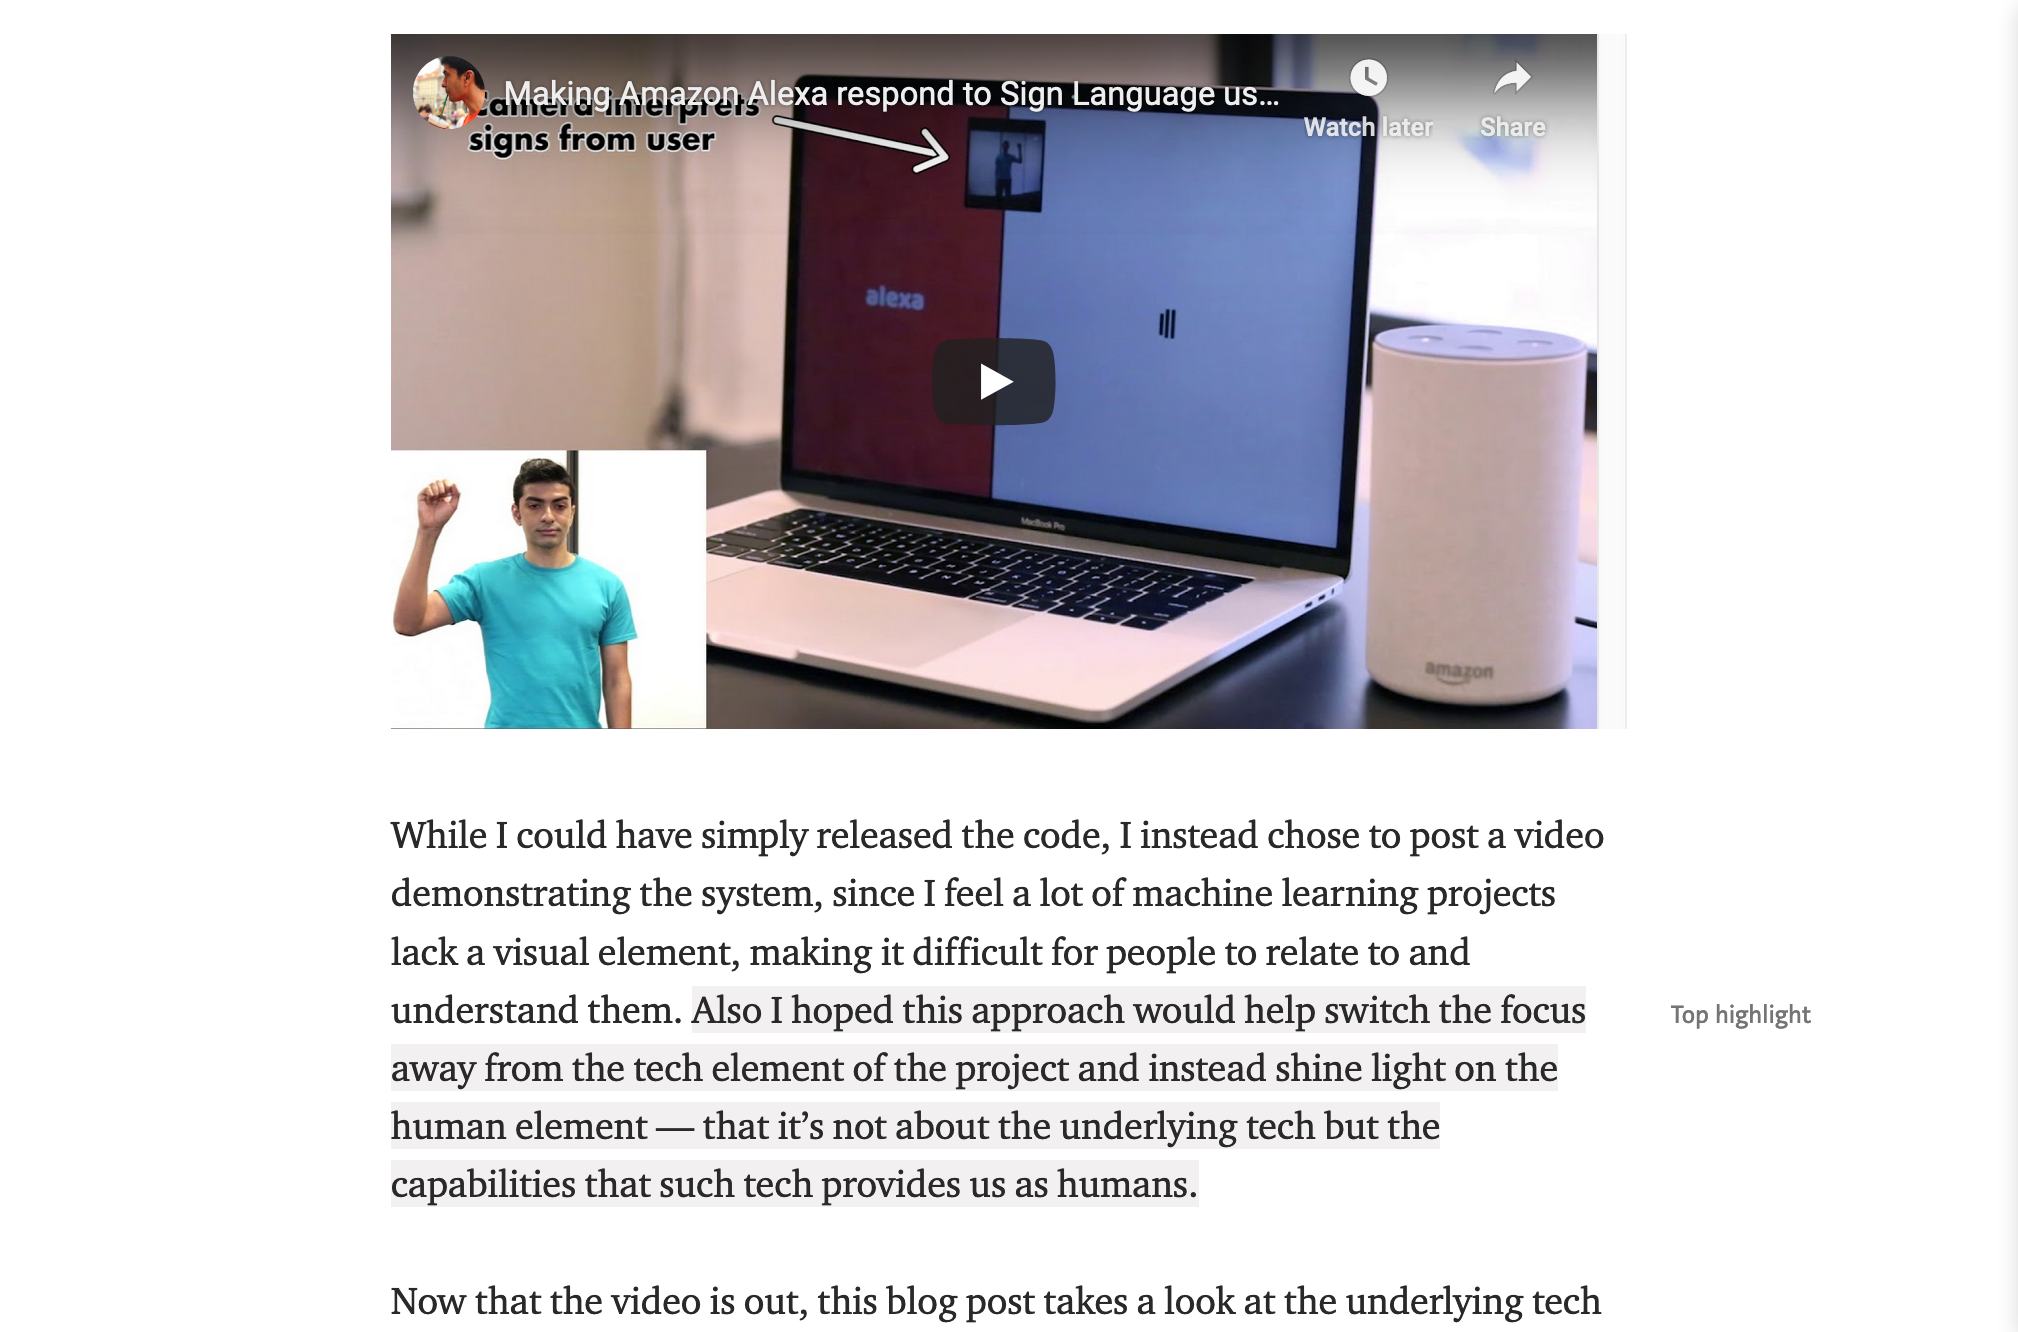 Making Amazon Alexa respond to Sign Language us...
Watch later
Share
camera interprets
signs from user
alexa
MacBook Pro
amazon
While I could have simply released the code, I instead chose to post a video
demonstrating the system, since I feel a lot of machine learning projects
lack a visual element, making it difficult for people to relate to and
understand them. Also I hoped this approach would help switch the focus
away from the tech element of the project and instead shine light on the
human element — that it’s not about the underlying tech but the
capabilities that such tech provides us as humans.
Top highlight
Now that the video is out, this blog post takes a look at the underlying tech